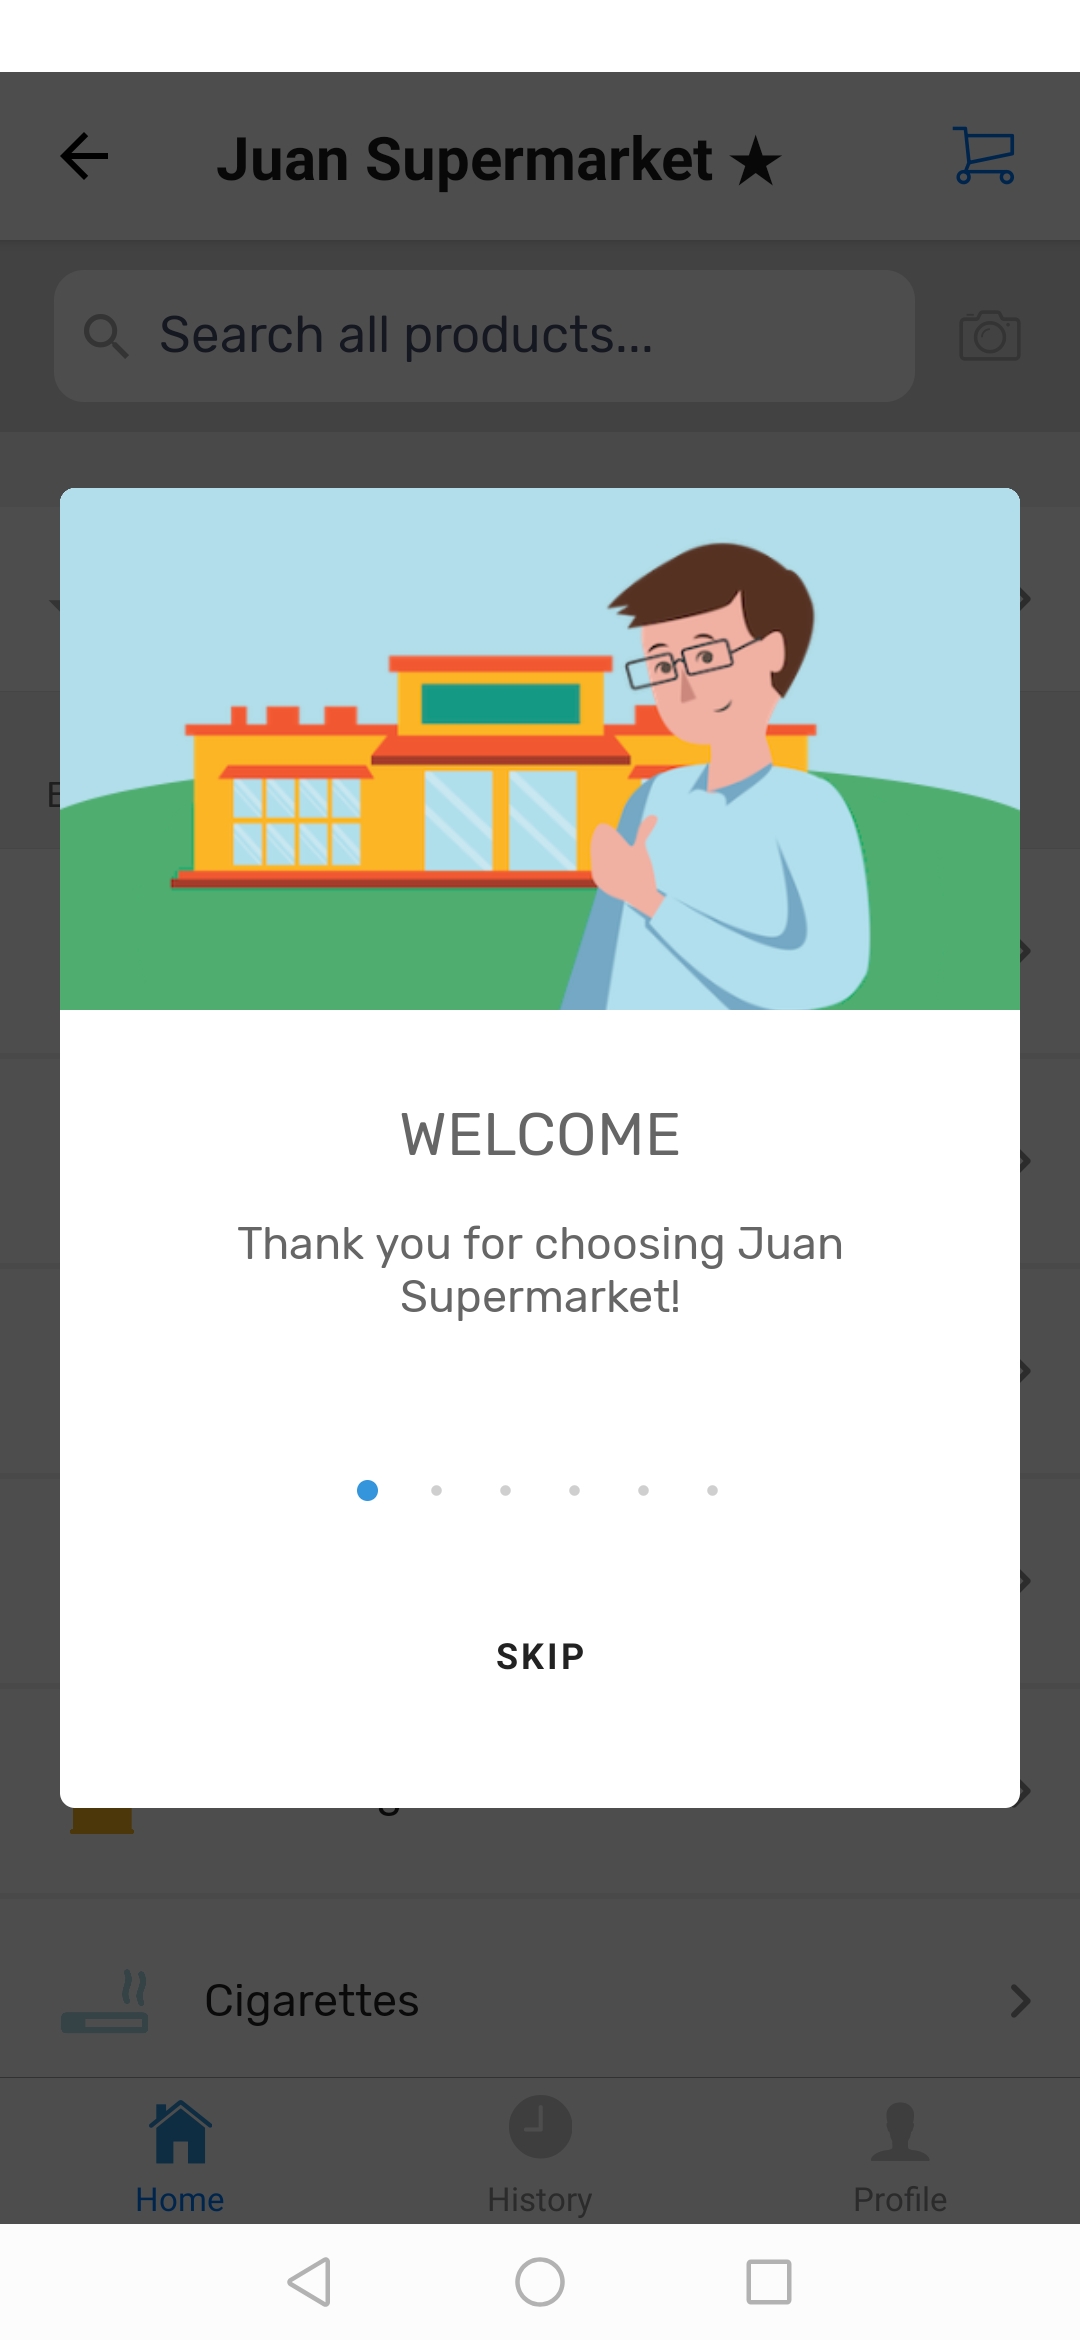 Juan Supermarket ★
Search all products...
WELCOME
Thank you for choosing Juan
Supermarket!
SKIP
Cigarettes
Home
History
Profile